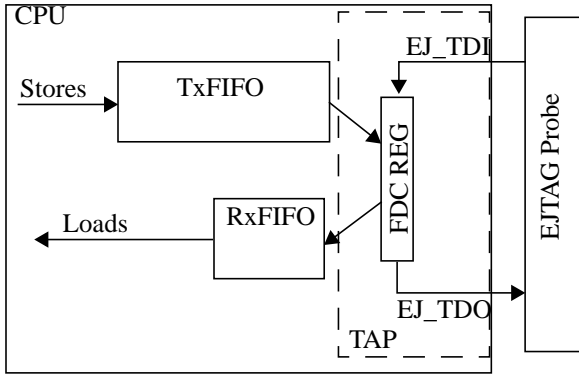 CPU
EJ_TDI
Stores
TxFIFO
FDC REG
EJTAG Probe
RxFIFO
Loads
EJ_TDO
TAP